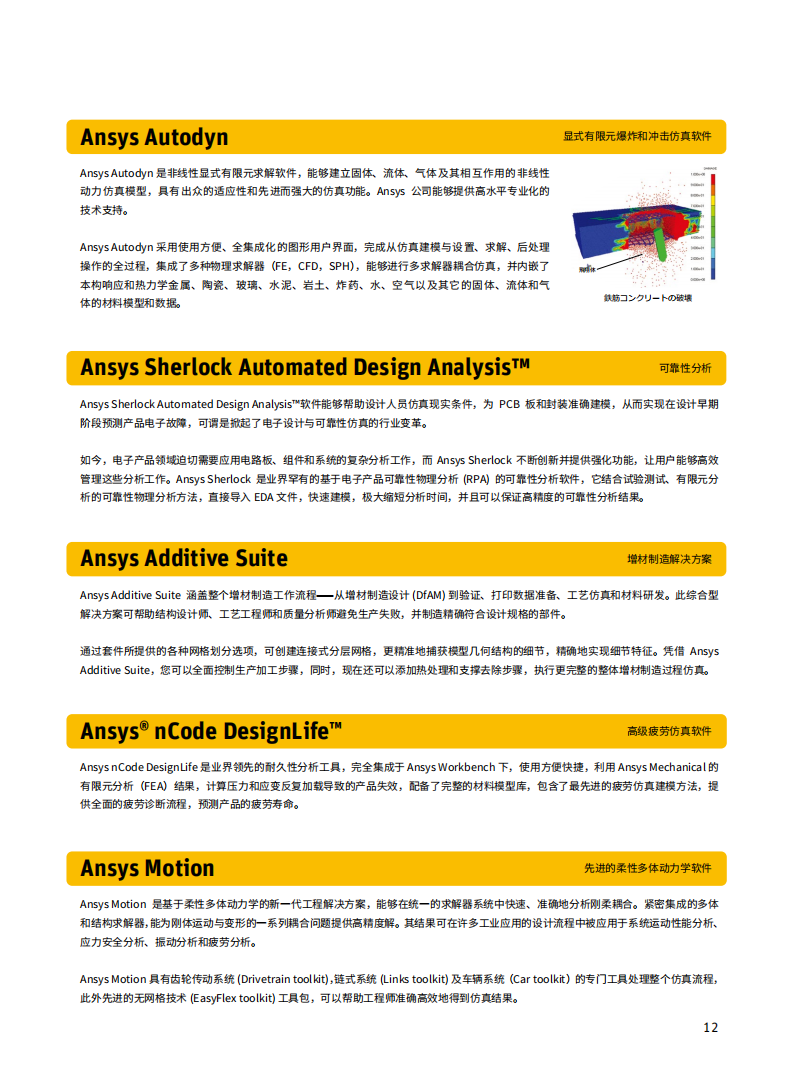 Ansys Autodyn
显式有限元爆炸和冲击仿真软件
Ansys Autodyn 是非线性显式有限元求解软件，能够建立固体、流体、气体及其相互作用的非线性
动力仿真模型，具有出众的适应性和先进而强大的仿真功能。Ansys 公司能够提供高水平专业化的
技术支持。
Ansys Autodyn 采用使用方便、全集成化的图形用户界面，完成从仿真建模与设置、求解、后处理
操作的全过程，集成了多种物理求解器（FE，CFD，SPH），能够进行多求解器耦合仿真，并内嵌了
本构响应和热力学金属、陶瓷、玻璃、水泥、岩土、炸药、水、空气以及其它的固体、流体和气
体的材料模型和数据。
飛翔体
鉄筋コンクリートの破壊
Ansys Sherlock Automated Design Analysis™
可靠性分析
Ansys Sherlock Automated Design Analysis™软件能够帮助设计人员仿真现实条件，为 PCB 板和封装准确建模，从而实现在设计早期
阶段预测产品电子故障，可谓是掀起了电子设计与可靠性仿真的行业变革。
如今，电子产品领域迫切需要应用电路板、组件和系统的复杂分析工作，而 Ansys Sherlock 不断创新并提供强化功能，让用户能够高效
管理这些分析工作。Ansys Sherlock 是业界罕有的基于电子产品可靠性物理分析 (RPA) 的可靠性分析软件，它结合试验测试、有限元分
析的可靠性物理分析方法，直接导入 EDA 文件，快速建模，极大缩短分析时间，并且可以保证高精度的可靠性分析结果。
Ansys Additive Suite
增材制造解决方案
Ansys Additive Suite 涵盖整个增材制造工作流程——从增材制造设计 (DfAM) 到验证、打印数据准备、工艺仿真和材料研发。此综合型
解决方案可帮助结构设计师、工艺工程师和质量分析师避免生产失败，并制造精确符合设计规格的部件。
通过套件所提供的各种网格划分选项，可创建连接式分层网格，更精准地捕获模型几何结构的细节，精确地实现细节特征。凭借 Ansys
Additive Suite，您可以全面控制生产加工步骤，同时，现在还可以添加热处理和支撑去除步骤，执行更完整的整体增材制造过程仿真。
Ansys® nCode DesignLife™
高级疲劳仿真软件
Ansys nCode DesignLife 是业界领先的耐久性分析工具，完全集成于 Ansys Workbench 下，使用方便快捷，利用 Ansys Mechanical 的
有限元分析（FEA）结果，计算压力和应变反复加载导致的产品失效，配备了完整的材料模型库，包含了最先进的疲劳仿真建模方法，提
供全面的疲劳诊断流程，预测产品的疲劳寿命。
Ansys Motion
先进的柔性多体动力学软件
Ansys Motion 是基于柔性多体动力学的新一代工程解决方案，能够在统一的求解器系统中快速、准确地分析刚柔耦合。紧密集成的多体
和结构求解器，能为刚体运动与变形的一系列耦合问题提供高精度解。其结果可在许多工业应用的设计流程中被应用于系统运动性能分析、
应力安全分析、振动分析和疲劳分析。
Ansys Motion 具有齿轮传动系统 (Drivetrain toolkit)，链式系统 (Links toolkit) 及车辆系统（Car toolkit）的专门工具处理整个仿真流程，
此外先进的无网格技术 (EasyFlex toolkit) 工具包，可以帮助工程师准确高效地得到仿真结果。
12